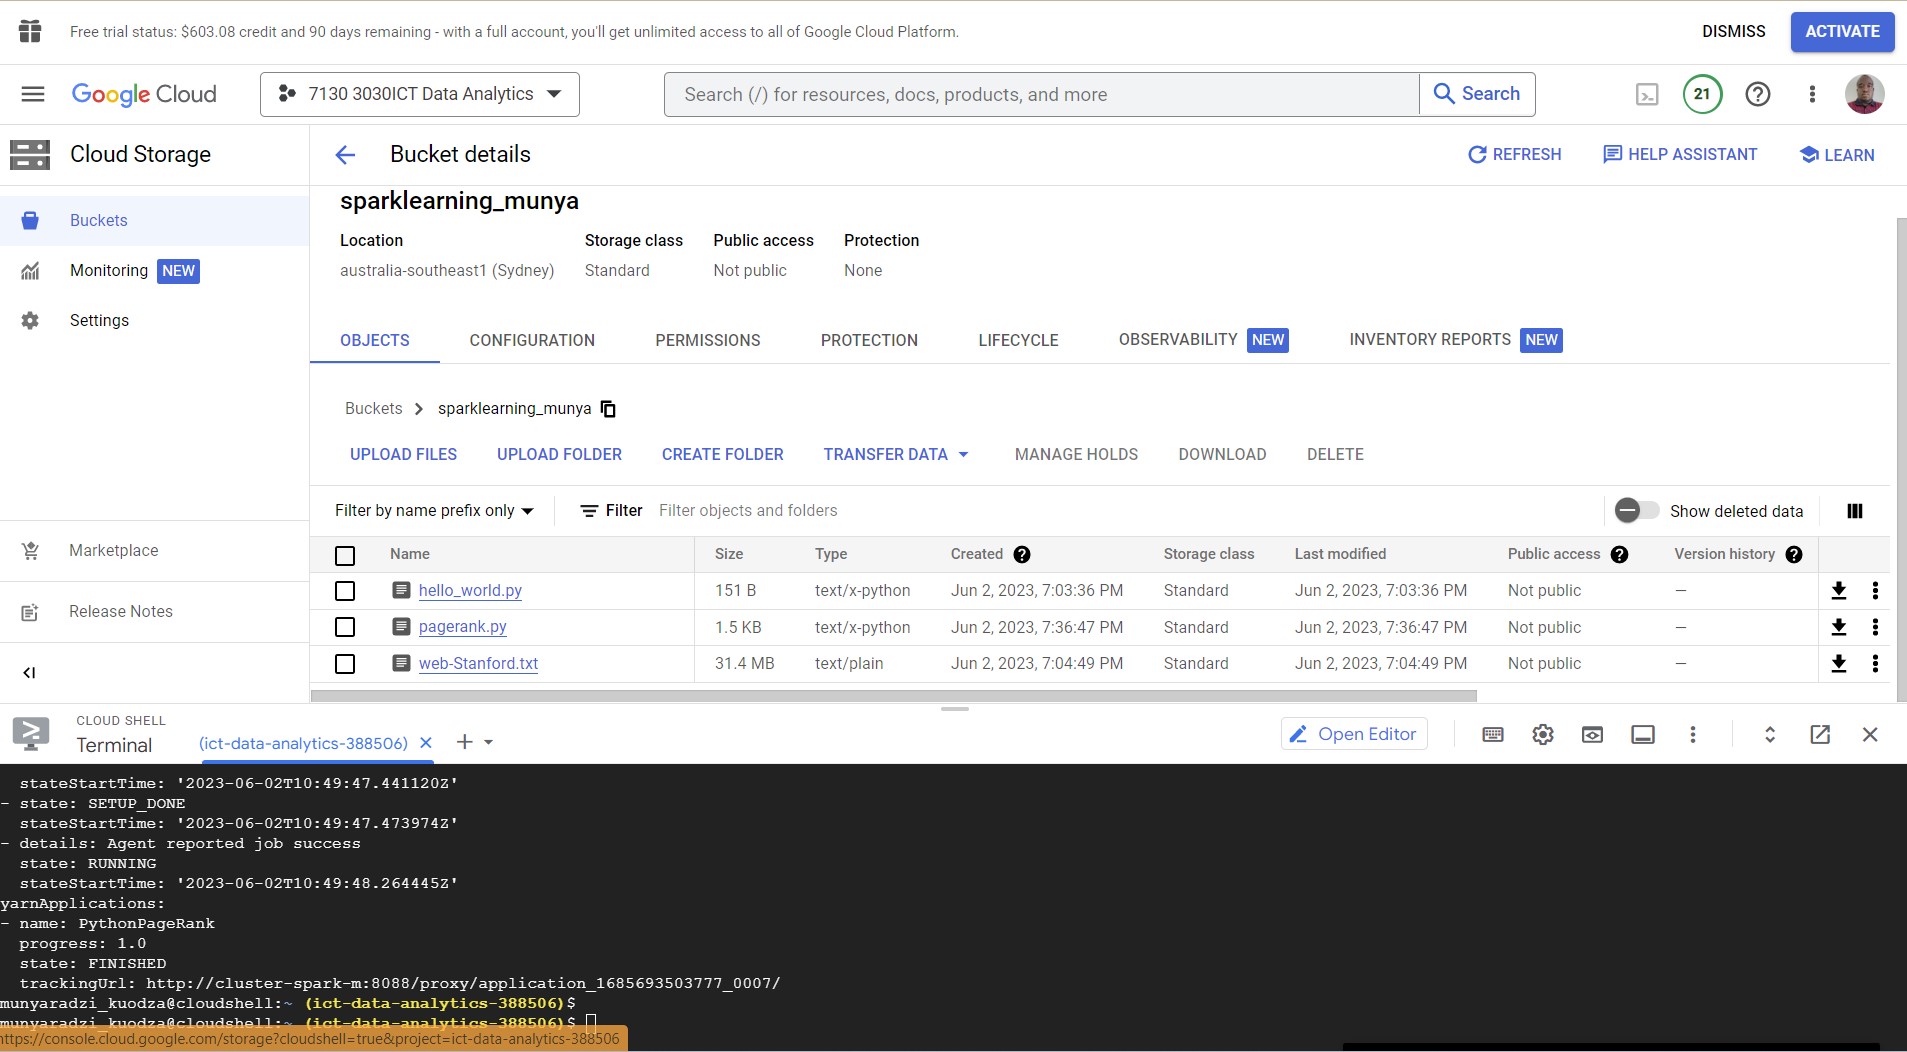 Free trial status: $603.08 credit and 90 days remaining - with a full account, you'll get unlimited access to all of Google Cloud Platform.
DISMISS
ACTIVATE
Google Cloud
7130 3030ICT Data Analytics
Search (/) for resources, docs, products, and more
Search
21
Cloud Storage
Bucket details
REFRESH
HELP ASSISTANT
LEARN
Buckets
Monitoring NEW
Settings
Marketplace
Release Notes
sparklearning_munya
Location Storage class Public access Protection
australia-southeast1 (Sydney) Standard Not public None
OBJECTS CONFIGURATION PERMISSIONS PROTECTION LIFECYCLE OBSERVABILITY NEW INVENTORY REPORTS NEW
Buckets > sparklearning_munya
UPLOAD FILES UPLOAD FOLDER CREATE FOLDER TRANSFER DATA MANAGE HOLDS DOWNLOAD DELETE
Filter by name prefix only Filter Filter objects and folders Show deleted data
Name Size Type Created Storage class Last modified Public access Version history
hello_world.py 151 B text/x-python Jun 2, 2023, 7:03:36 PM Standard Jun 2, 2023, 7:03:36 PM Not public —
pagerank.py 1.5 KB text/x-python Jun 2, 2023, 7:36:47 PM Standard Jun 2, 2023, 7:36:47 PM Not public —
web-Stanford.txt 31.4 MB text/plain Jun 2, 2023, 7:04:49 PM Standard Jun 2, 2023, 7:04:49 PM Not public —
CLOUD SHELL
Terminal (ict-data-analytics-388506) Open Editor
stateStartTime: '2023-06-02T10:49:47.441120Z'
- state: SETUP_DONE
stateStartTime: '2023-06-02T10:49:47.473974Z'
- details: Agent reported job success
state: RUNNING
stateStartTime: '2023-06-02T10:49:48.264445Z'
yarnApplications:
- name: PythonPageRank
progress: 1.0
state: FINISHED
trackingUrl: http://cluster-spark-m:8088/proxy/application_1685693503777_0007/
munyaradzi_kuodza@cloudshell:~ (ict-data-analytics-388506)$
munyaradzi_kuodza@cloudshell:~ (ict-data-analytics-388506)$
https://console.cloud.google.com/storage?cloudshell=true&project=ict-data-analytics-388506